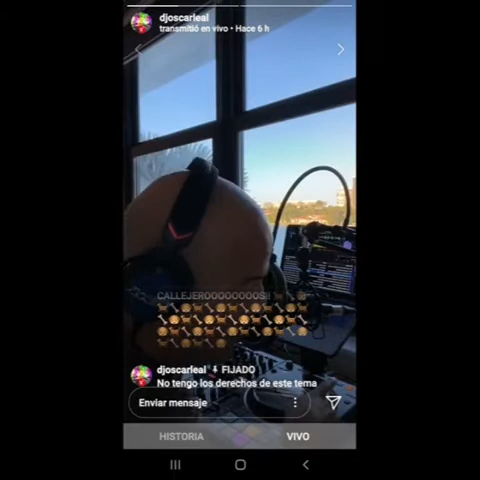 djoscarleal
transmitió en vivo • Hace 6 h
CALLEJEROOOOOOOOS!!
djoscarleal FIJADO
No tengo los derechos de este tema
Enviar mensaje
HISTORIA
VIVO